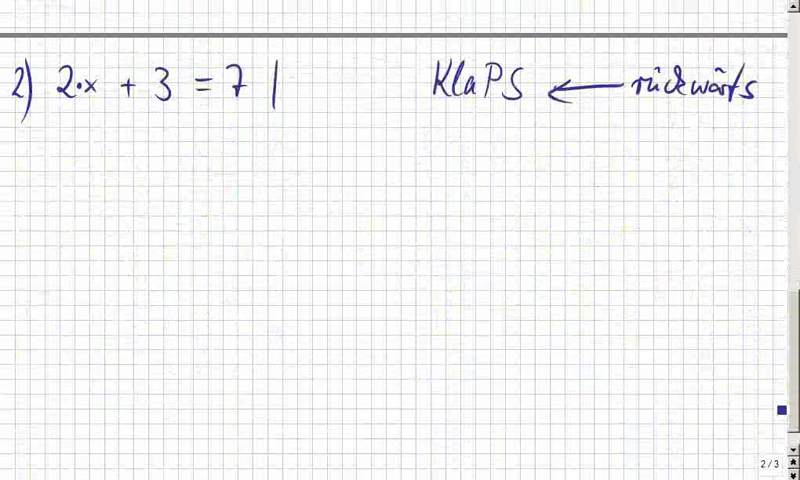 2) 2·x + 3 = 7 | KlaPS ← rückwärts
2/3